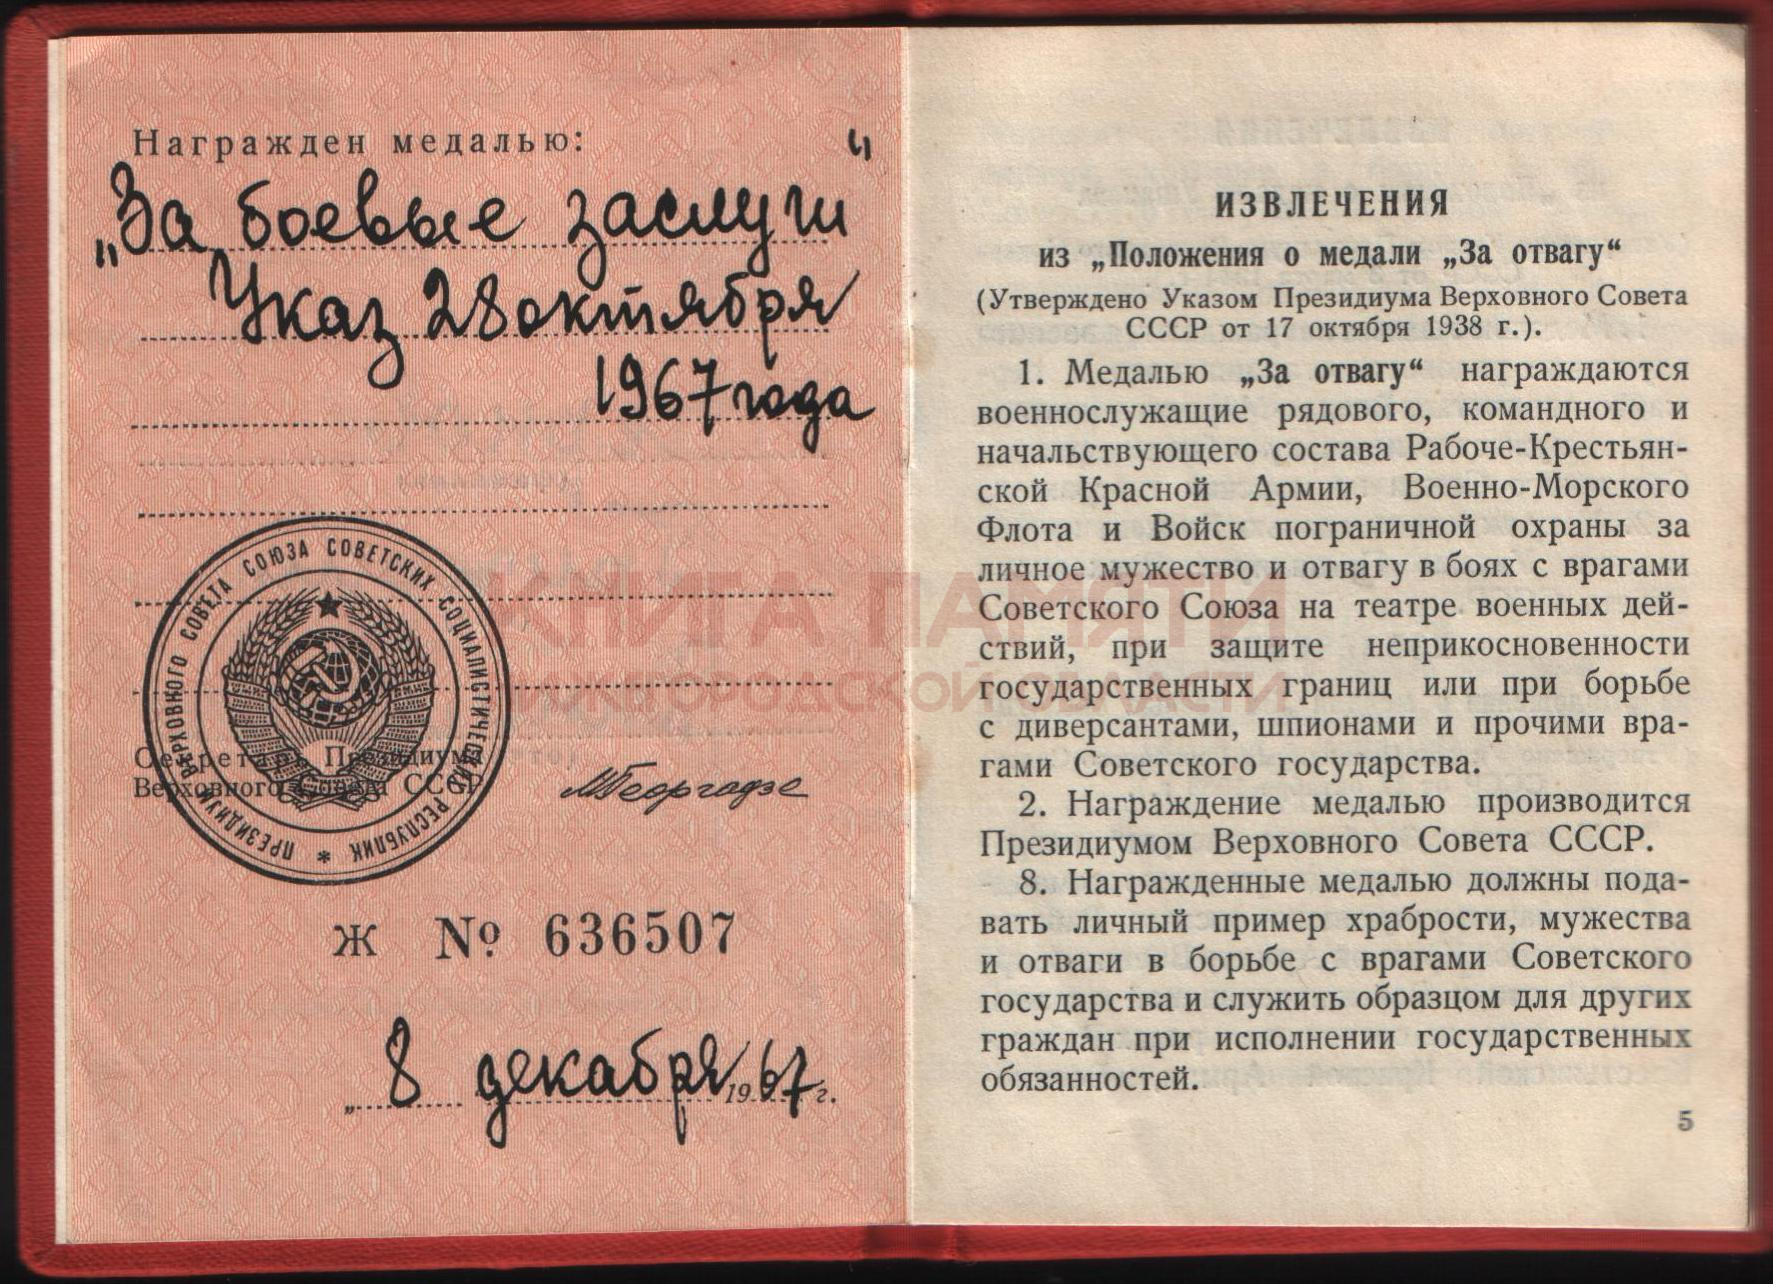 Награжден медалью:
„За боевые заслуги“
Указ 28 октября
1967 года
ПРЕЗИДИУМ ВЕРХОВНОГО СОВЕТА СОЮЗА СОВЕТСКИХ СОЦИАЛИСТИЧЕСКИХ РЕСПУБЛИК *
Секретарь Президиума
Верховного Совета СССР
МГеоргадзе
Ж № 636507
„ 8 декабря 1967 г.
ИЗВЛЕЧЕНИЯ
из „Положения о медали „За отвагу“
(Утверждено Указом Президиума Верховного Совета
СССР от 17 октября 1938 г.).
1. Медалью „За отвагу“ награждаются
военнослужащие рядового, командного и
начальствующего состава Рабоче-Крестьян-
ской Красной Армии, Военно-Морского
Флота и Войск пограничной охраны за
личное мужество и отвагу в боях с врагами
Советского Союза на театре военных дей-
ствий, при защите неприкосновенности
государственных границ или при борьбе
с диверсантами, шпионами и прочими вра-
гами Советского государства.
2. Награждение медалью производится
Президиумом Верховного Совета СССР.
8. Награжденные медалью должны пода-
вать личный пример храбрости, мужества
и отваги в борьбе с врагами Советского
государства и служить образцом для других
граждан при исполнении государственных
обязанностей.
5
КНИГА ПАМЯТИ
НИЖЕГОРОДСКОЙ ОБЛАСТИ